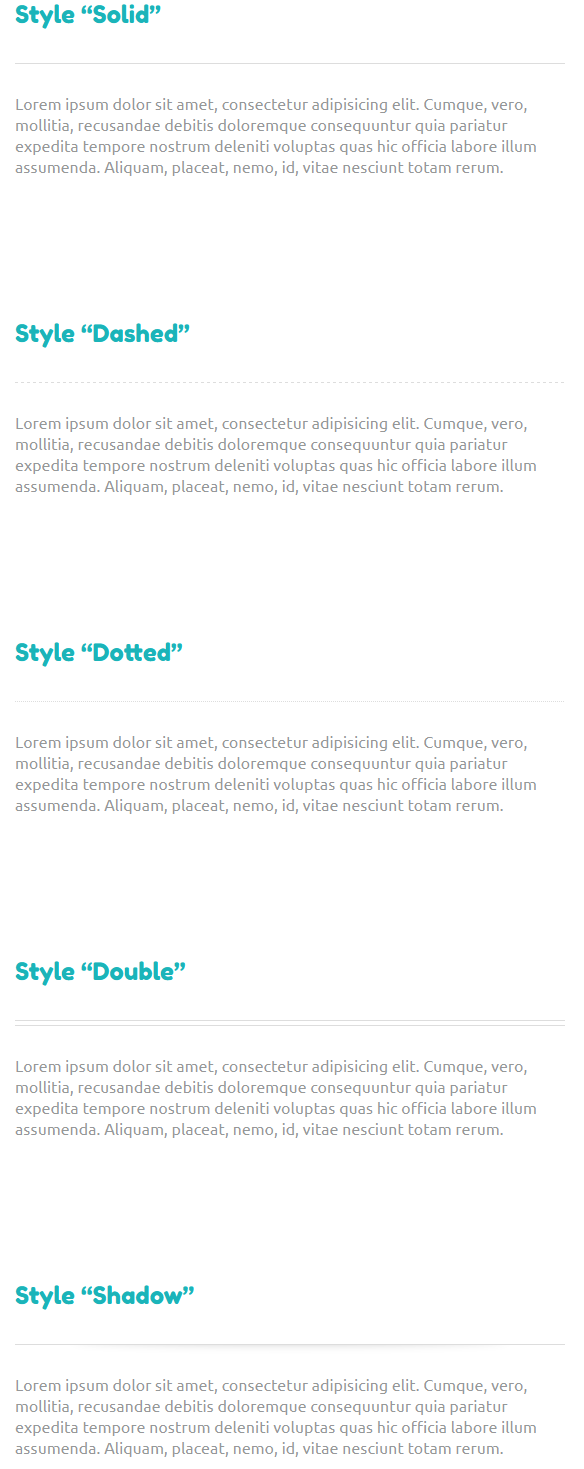 Style “Solid”
Lorem ipsum dolor sit amet, consectetur adipisicing elit. Cumque, vero,
mollitia, recusandae debitis doloremque consequuntur quia pariatur
expedita tempore nostrum deleniti voluptas quas hic officia labore illum
assumenda. Aliquam, placeat, nemo, id, vitae nesciunt totam rerum.
Style “Dashed”
Lorem ipsum dolor sit amet, consectetur adipisicing elit. Cumque, vero,
mollitia, recusandae debitis doloremque consequuntur quia pariatur
expedita tempore nostrum deleniti voluptas quas hic officia labore illum
assumenda. Aliquam, placeat, nemo, id, vitae nesciunt totam rerum.
Style “Dotted”
Lorem ipsum dolor sit amet, consectetur adipisicing elit. Cumque, vero,
mollitia, recusandae debitis doloremque consequuntur quia pariatur
expedita tempore nostrum deleniti voluptas quas hic officia labore illum
assumenda. Aliquam, placeat, nemo, id, vitae nesciunt totam rerum.
Style “Double”
Lorem ipsum dolor sit amet, consectetur adipisicing elit. Cumque, vero,
mollitia, recusandae debitis doloremque consequuntur quia pariatur
expedita tempore nostrum deleniti voluptas quas hic officia labore illum
assumenda. Aliquam, placeat, nemo, id, vitae nesciunt totam rerum.
Style “Shadow”
Lorem ipsum dolor sit amet, consectetur adipisicing elit. Cumque, vero,
mollitia, recusandae debitis doloremque consequuntur quia pariatur
expedita tempore nostrum deleniti voluptas quas hic officia labore illum
assumenda. Aliquam, placeat, nemo, id, vitae nesciunt totam rerum.